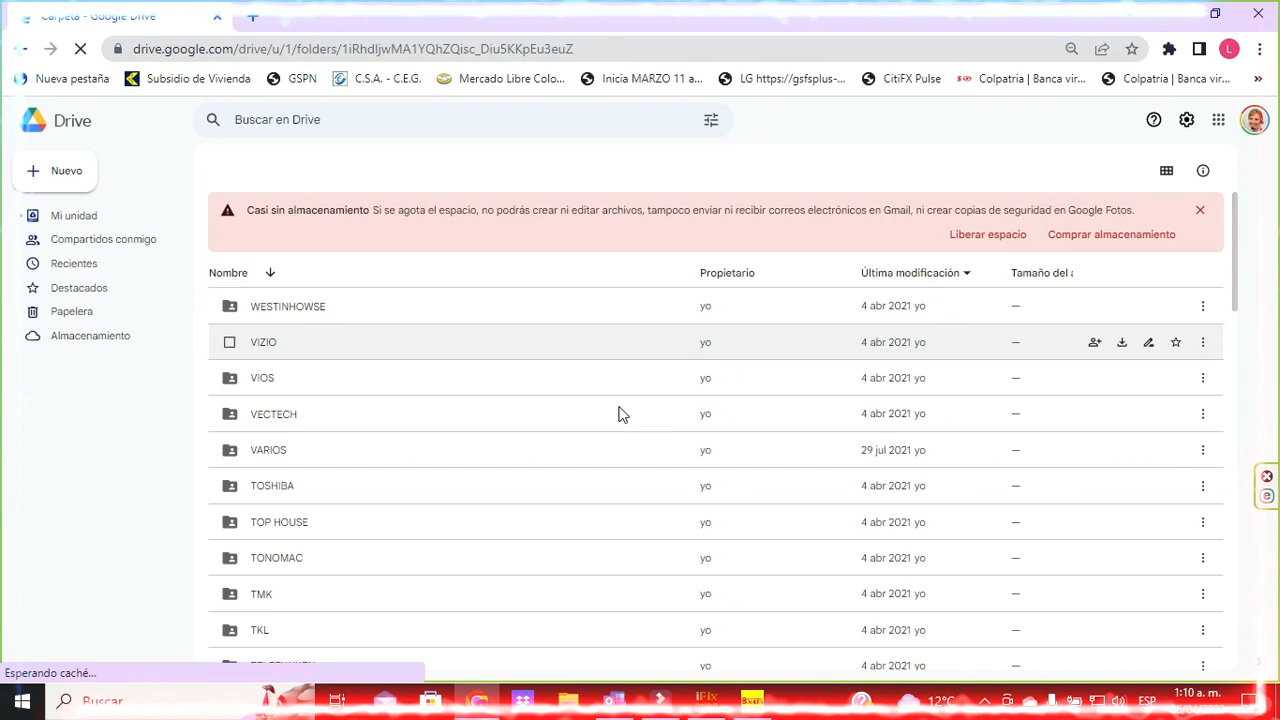 Carpeta - Google Drive
drive.google.com/drive/u/1/folders/1iRhdljwMA1YQhZQisc_Diu5KKpEu3euZ
Nueva pestaña Subsidio de Vivienda GSPN C.S.A. - C.E.G. Mercado Libre Colo... Inicia MARZO 11 a... LG https://gsfsplus-... CitiFX Pulse Colpatria | Banca vir... Colpatria | Banca vir... »
Drive
Buscar en Drive
Nuevo
Mi unidad
Compartidos conmigo
Recientes
Destacados
Papelera
Almacenamiento
Casi sin almacenamiento Si se agota el espacio, no podrás crear ni editar archivos, tampoco enviar ni recibir correos electrónicos en Gmail, ni crear copias de seguridad en Google Fotos.
Liberar espacio Comprar almacenamiento
Nombre Propietario Última modificación Tamaño del
WESTINHOWSE yo 4 abr 2021 yo —
VIZIO yo 4 abr 2021 yo —
VIOS yo 4 abr 2021 yo —
VECTECH yo 4 abr 2021 yo —
VARIOS yo 29 jul 2021 yo —
TOSHIBA yo 4 abr 2021 yo —
TOP HOUSE yo 4 abr 2021 yo —
TONOMAC yo 4 abr 2021 yo —
TMK yo 4 abr 2021 yo —
TKL yo 4 abr 2021 yo —
yo 4 abr 2021 yo —
Esperando caché...
Buscar
12°C ESP 1:10 a. m.